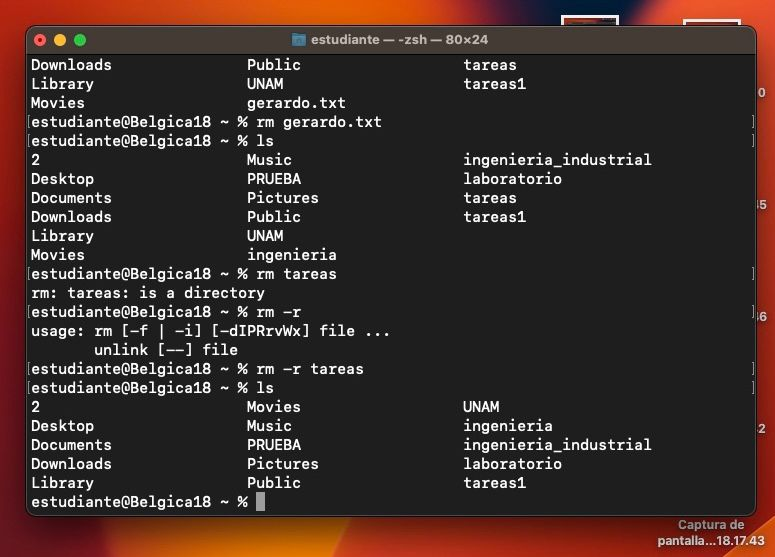 estudiante — -zsh — 80×24
Downloads Public tareas
Library UNAM tareas1
Movies gerardo.txt
[estudiante@Belgica18 ~ % rm gerardo.txt ]
[estudiante@Belgica18 ~ % ls ]
2 Music ingenieria_industrial
Desktop PRUEBA laboratorio
Documents Pictures tareas
Downloads Public tareas1
Library UNAM
Movies ingenieria
[estudiante@Belgica18 ~ % rm tareas ]
rm: tareas: is a directory
[estudiante@Belgica18 ~ % rm -r ]
usage: rm [-f | -i] [-dIPRrvWx] file ...
unlink [--] file
[estudiante@Belgica18 ~ % rm -r tareas ]
[estudiante@Belgica18 ~ % ls ]
2 Movies UNAM
Desktop Music ingenieria
Documents PRUEBA ingenieria_industrial
Downloads Pictures laboratorio
Library Public tareas1
estudiante@Belgica18 ~ %
Captura de
pantalla...18.17.43